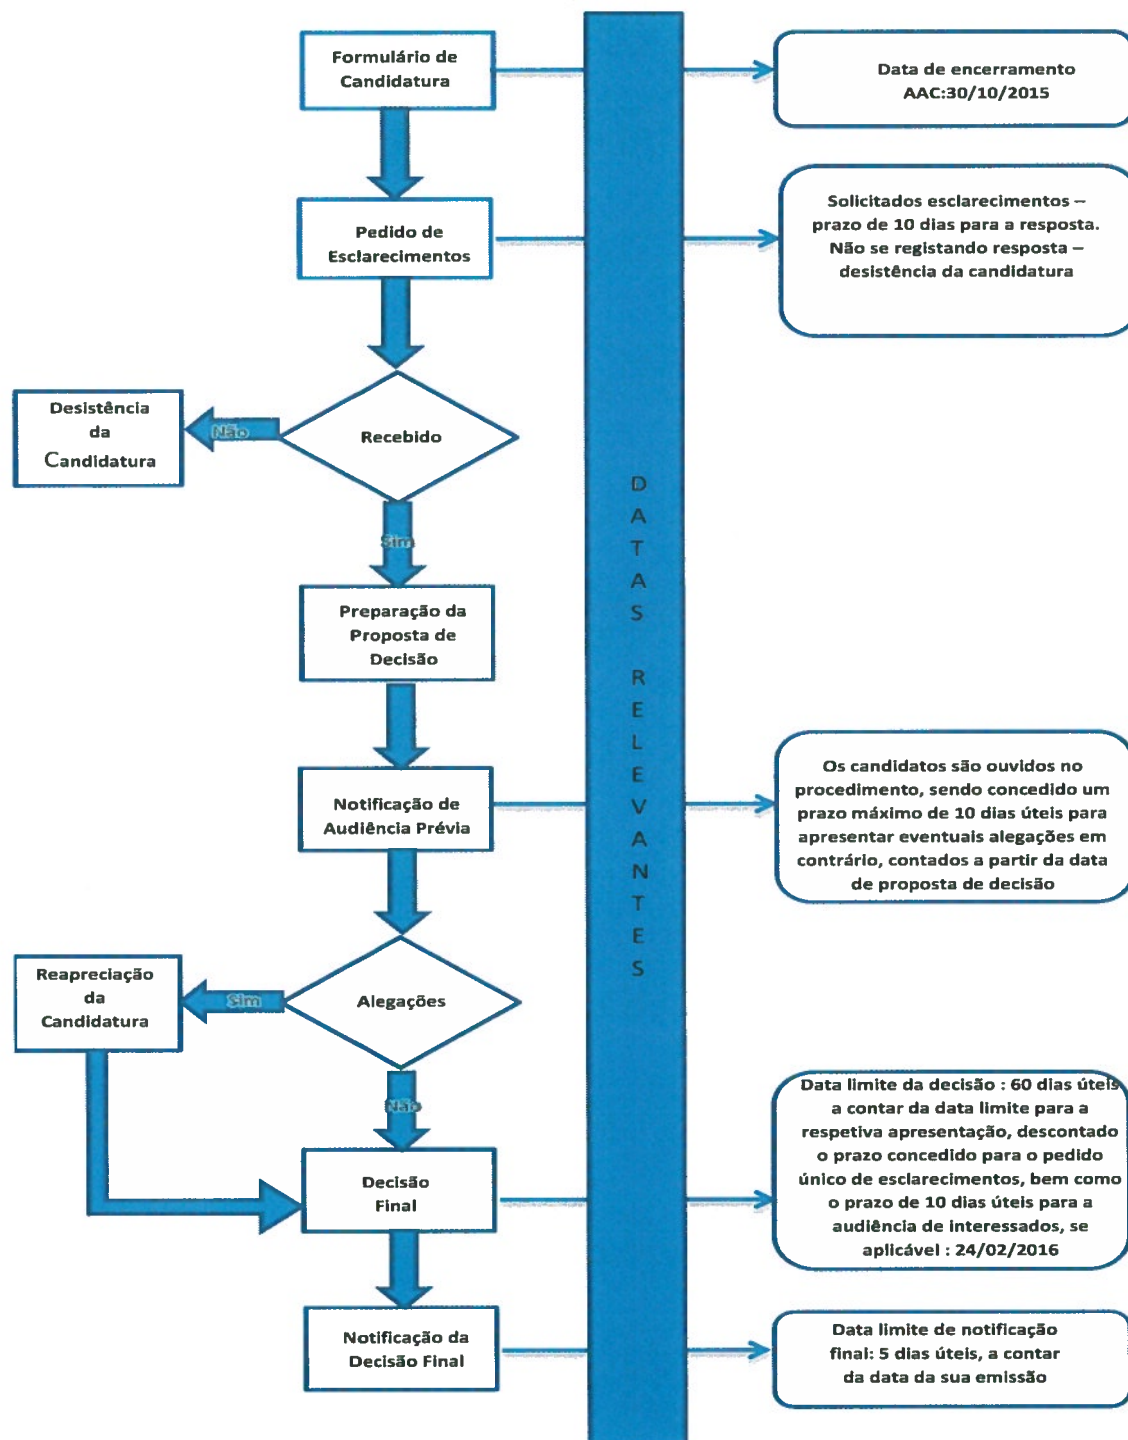 Formulário de
Candidatura
Data de encerramento
AAC:30/10/2015
Pedido de
Esclarecimentos
Solicitados esclarecimentos –
prazo de 10 dias para a resposta.
Não se registando resposta –
desistência da candidatura
Desistência
da
Candidatura
Não
Recebido
Sim
Preparação da
Proposta de
Decisão
DATAS RELEVANTES
Notificação de
Audiência Prévia
Os candidatos são ouvidos no
procedimento, sendo concedido um
prazo máximo de 10 dias úteis para
apresentar eventuais alegações em
contrário, contados a partir da data
de proposta de decisão
Reapreciação
da
Candidatura
Sim
Alegações
Não
Decisão
Final
Data limite da decisão : 60 dias úteis
a contar da data limite para a
respetiva apresentação, descontado
o prazo concedido para o pedido
único de esclarecimentos, bem como
o prazo de 10 dias úteis para a
audiência de interessados, se
aplicável : 24/02/2016
Notificação da
Decisão Final
Data limite de notificação
final: 5 dias úteis, a contar
da data da sua emissão